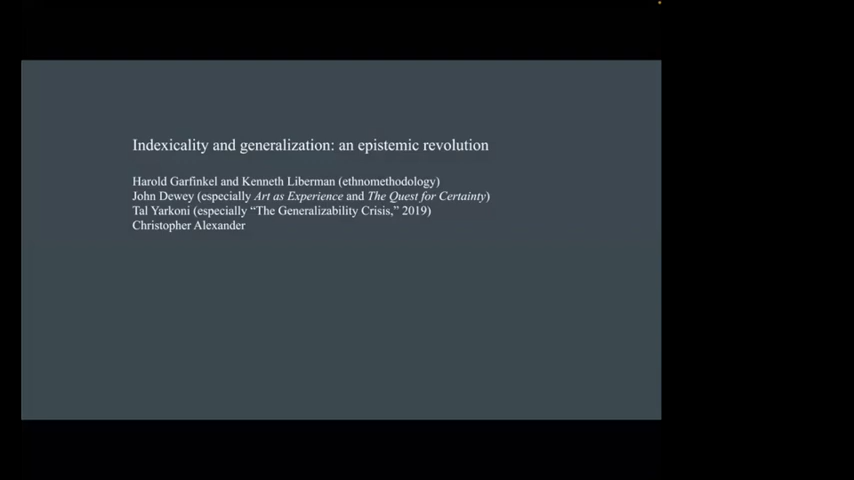 Indexicality and generalization: an epistemic revolution
Harold Garfinkel and Kenneth Liberman (ethnomethodology)
John Dewey (especially Art as Experience and The Quest for Certainty)
Tal Yarkoni (especially “The Generalizability Crisis,” 2019)
Christopher Alexander